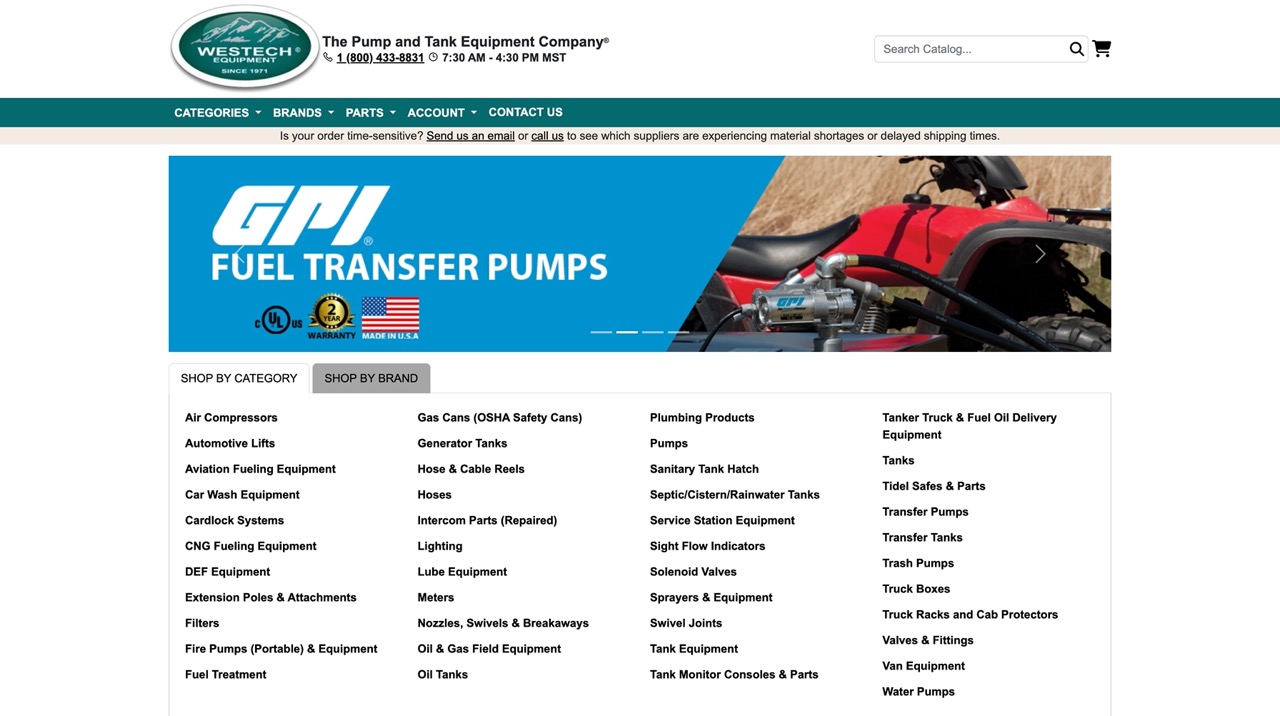 WESTECH®
EQUIPMENT
SINCE 1971
The Pump and Tank Equipment Company®
1 (800) 433-8831 7:30 AM - 4:30 PM MST
Search Catalog...
CATEGORIES BRANDS PARTS ACCOUNT CONTACT US
Is your order time-sensitive? Send us an email or call us to see which suppliers are experiencing material shortages or delayed shipping times.
GPI®
FUEL TRANSFER PUMPS
C UL US
2
YEAR
WARRANTY
MADE IN U.S.A
GPI
SHOP BY CATEGORY
SHOP BY BRAND
Air Compressors
Automotive Lifts
Aviation Fueling Equipment
Car Wash Equipment
Cardlock Systems
CNG Fueling Equipment
DEF Equipment
Extension Poles & Attachments
Filters
Fire Pumps (Portable) & Equipment
Fuel Treatment
Gas Cans (OSHA Safety Cans)
Generator Tanks
Hose & Cable Reels
Hoses
Intercom Parts (Repaired)
Lighting
Lube Equipment
Meters
Nozzles, Swivels & Breakaways
Oil & Gas Field Equipment
Oil Tanks
Plumbing Products
Pumps
Sanitary Tank Hatch
Septic/Cistern/Rainwater Tanks
Service Station Equipment
Sight Flow Indicators
Solenoid Valves
Sprayers & Equipment
Swivel Joints
Tank Equipment
Tank Monitor Consoles & Parts
Tanker Truck & Fuel Oil Delivery
Equipment
Tanks
Tidel Safes & Parts
Transfer Pumps
Transfer Tanks
Trash Pumps
Truck Boxes
Truck Racks and Cab Protectors
Valves & Fittings
Van Equipment
Water Pumps